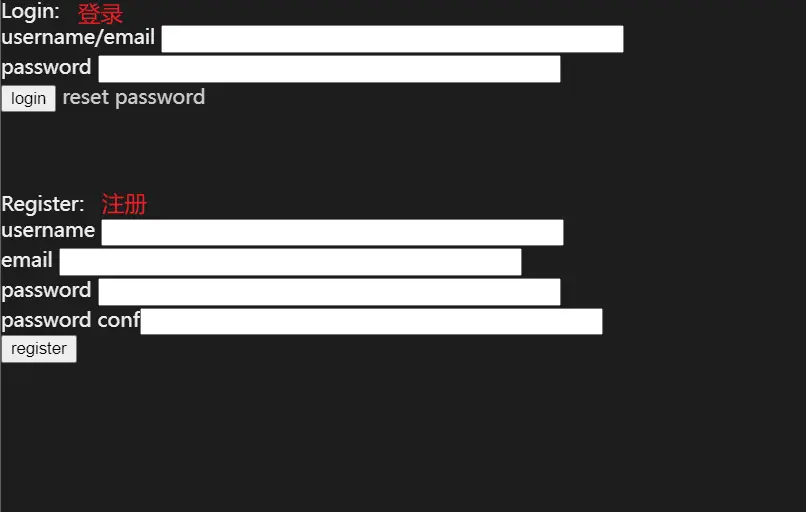 Login: 登录
username/email
password
login reset password
Register: 注册
username
email
password
password conf
register